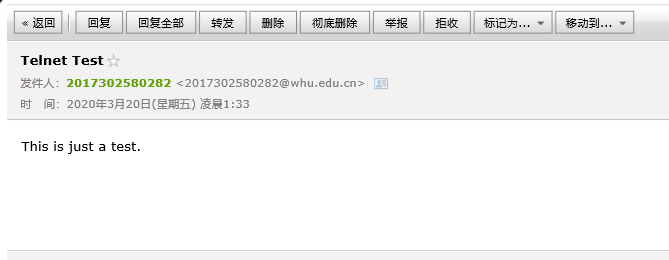 « 返回 回复 回复全部 转发 删除 彻底删除 举报 拒收 标记为... 移动到...
Telnet Test
发件人：2017302580282 <2017302580282@whu.edu.cn>
时　间：2020年3月20日(星期五) 凌晨1:33
This is just a test.